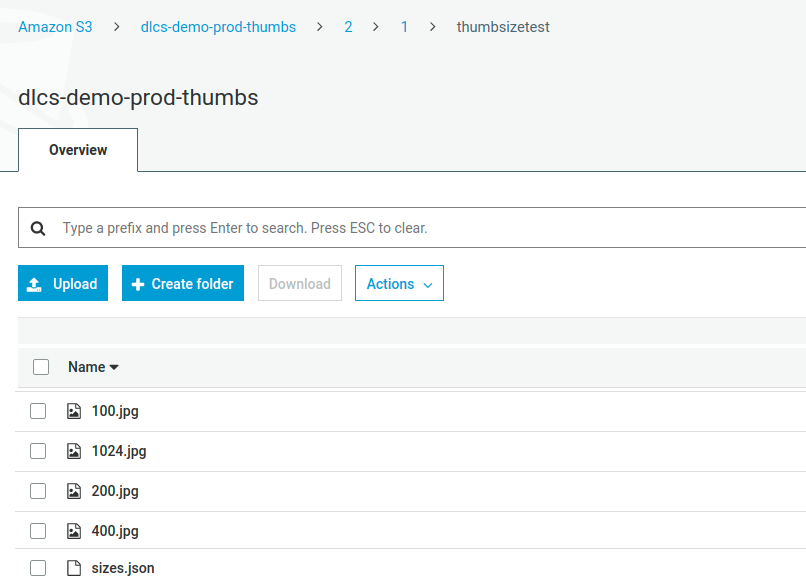 Amazon S3 > dlcs-demo-prod-thumbs > 2 > 1 > thumbsizetest
dlcs-demo-prod-thumbs
Overview
Type a prefix and press Enter to search. Press ESC to clear.
Upload Create folder Download Actions
Name
100.jpg
1024.jpg
200.jpg
400.jpg
sizes.json